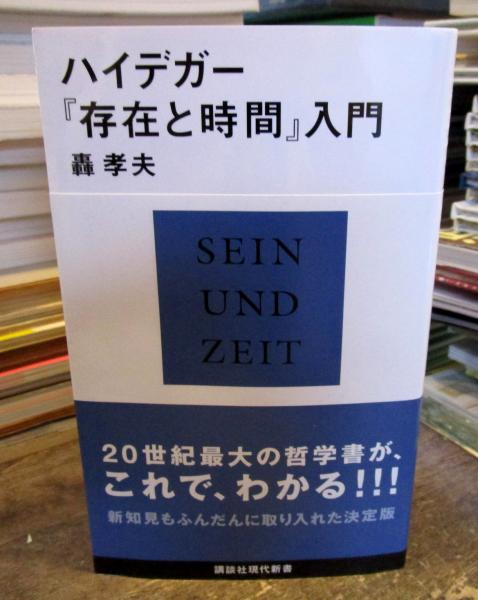 ハイデガー
『存在と時間』入門
轟 孝夫
SEIN
UND
ZEIT
20世紀最大の哲学書が、
これで、わかる!!!
新知見もふんだんに取り入れた決定版
講談社現代新書